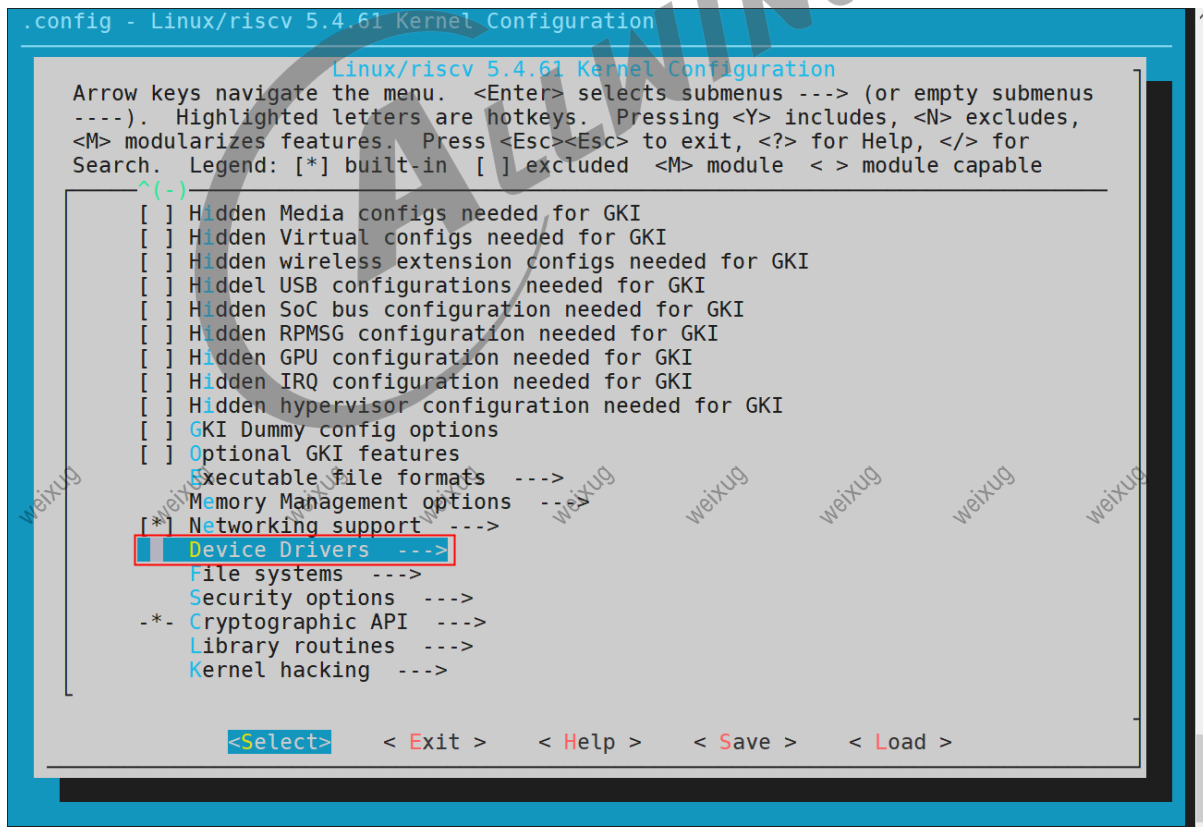 .config - Linux/riscv 5.4.61 Kernel Configuration
Linux/riscv 5.4.61 Kernel Configuration
Arrow keys navigate the menu.  <Enter> selects submenus ---> (or empty submenus
----).  Highlighted letters are hotkeys.  Pressing <Y> includes, <N> excludes,
<M> modularizes features.  Press <Esc><Esc> to exit, <?> for Help, </> for
Search.  Legend: [*] built-in  [ ] excluded  <M> module  < > module capable
^(-)
[ ] Hidden Media configs needed for GKI
[ ] Hidden Virtual configs needed for GKI
[ ] Hidden wireless extension configs needed for GKI
[ ] Hiddel USB configurations needed for GKI
[ ] Hidden SoC bus configuration needed for GKI
[ ] Hidden RPMSG configuration needed for GKI
[ ] Hidden GPU configuration needed for GKI
[ ] Hidden IRQ configuration needed for GKI
[ ] Hidden hypervisor configuration needed for GKI
[ ] GKI Dummy config options
[ ] Optional GKI features
Executable file formats  --->
Memory Management options  --->
[*] Networking support  --->
Device Drivers  --->
File systems  --->
Security options  --->
-*- Cryptographic API  --->
Library routines  --->
Kernel hacking  --->
<Select>    < Exit >    < Help >    < Save >    < Load >
ALLWIN
weixug weixug weixug weixug weixug weixug weixug weixug weixug